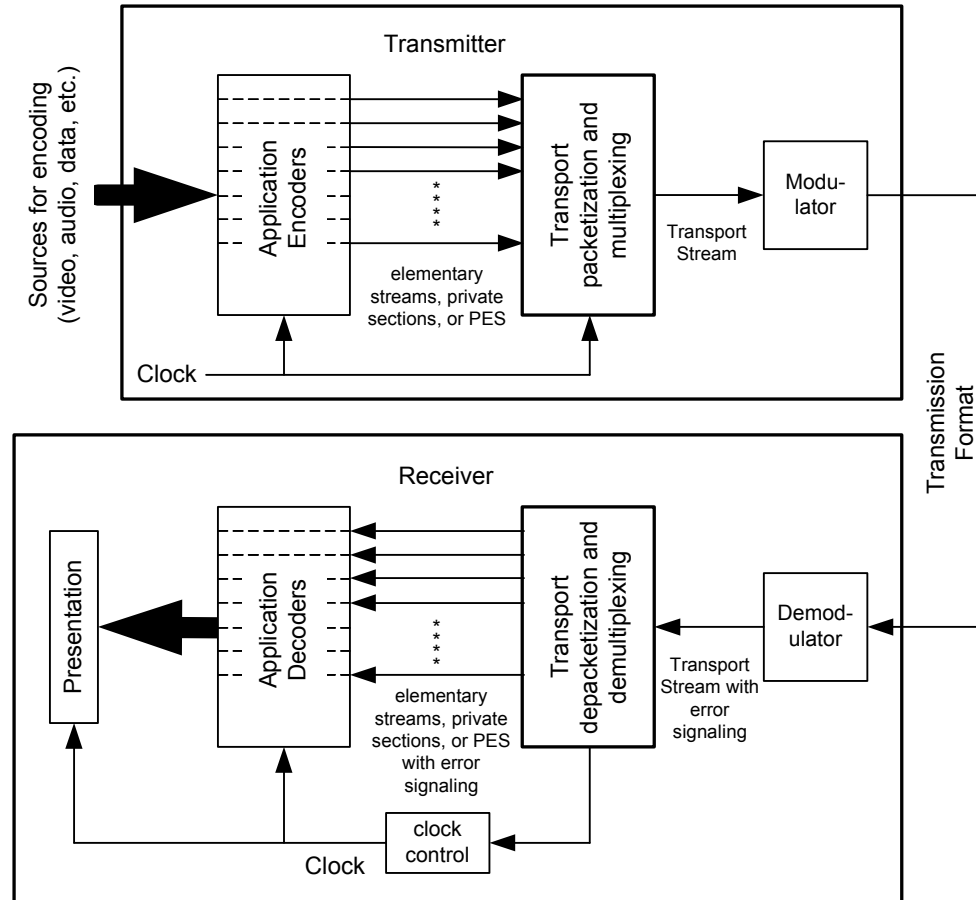 Transmitter
Sources for encoding
(video, audio, data, etc.)
Application
Encoders
****
elementary
streams, private
sections, or PES
Transport
packetization and
multiplexing
Transport
Stream
Modu-
lator
Clock
Transmission
Format
Receiver
Presentation
Application
Decoders
****
elementary
streams, private
sections, or PES
with error
signaling
Transport
depacketization and
demultiplexing
Transport
Stream with
error
signaling
Demod-
ulator
clock
control
Clock